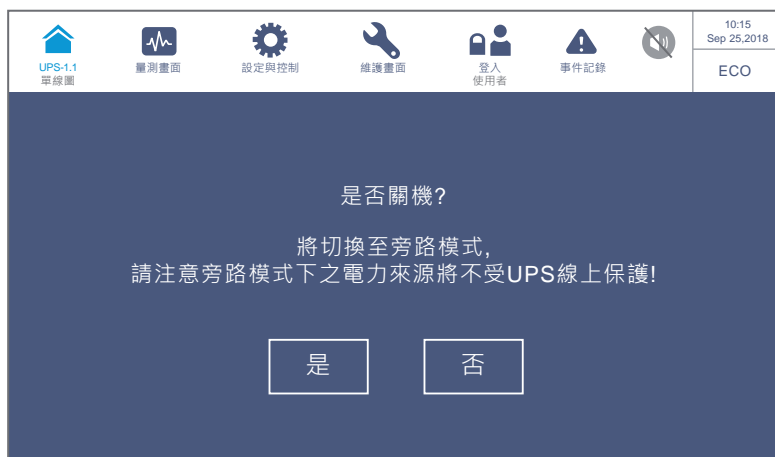 UPS-1.1
單線圖
量測畫面
設定與控制
維護畫面
登入
使用者
事件記錄
10:15
Sep 25,2018
ECO
是否關機?
將切換至旁路模式,
請注意旁路模式下之電力來源將不受UPS線上保護!
是
否